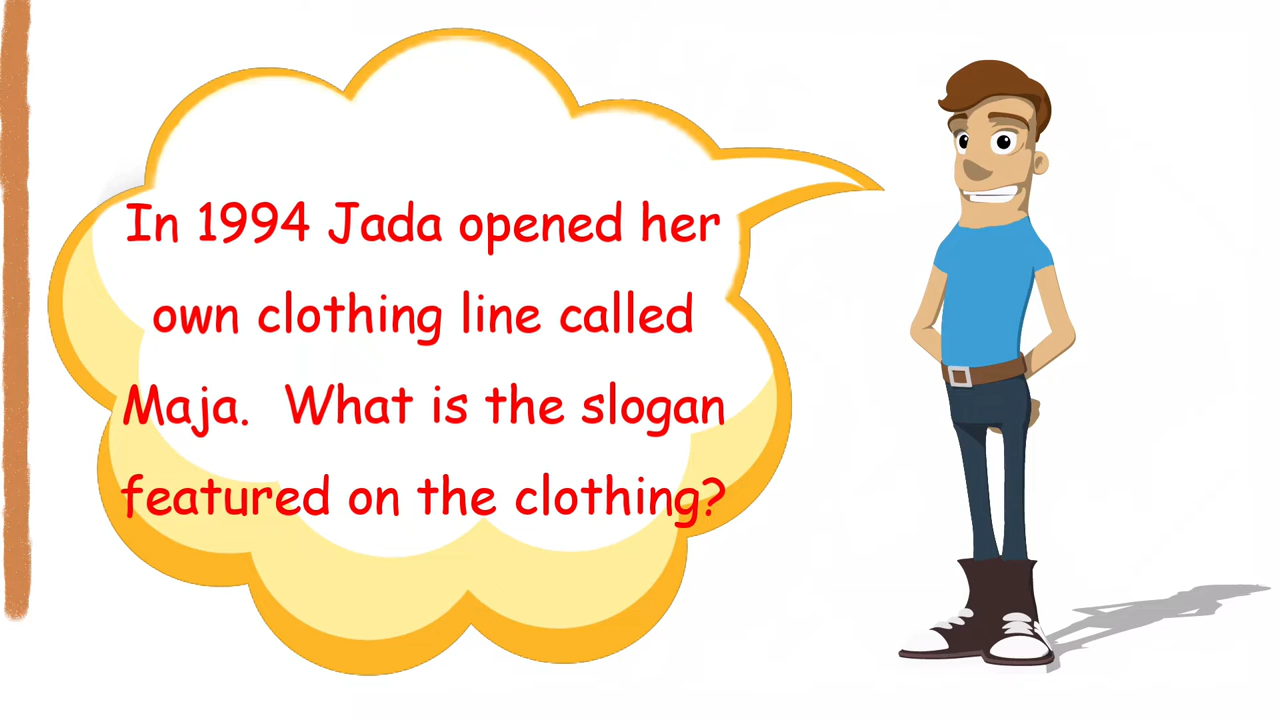 In 1994 Jada opened her
own clothing line called
Maja.  What is the slogan
featured on the clothing?